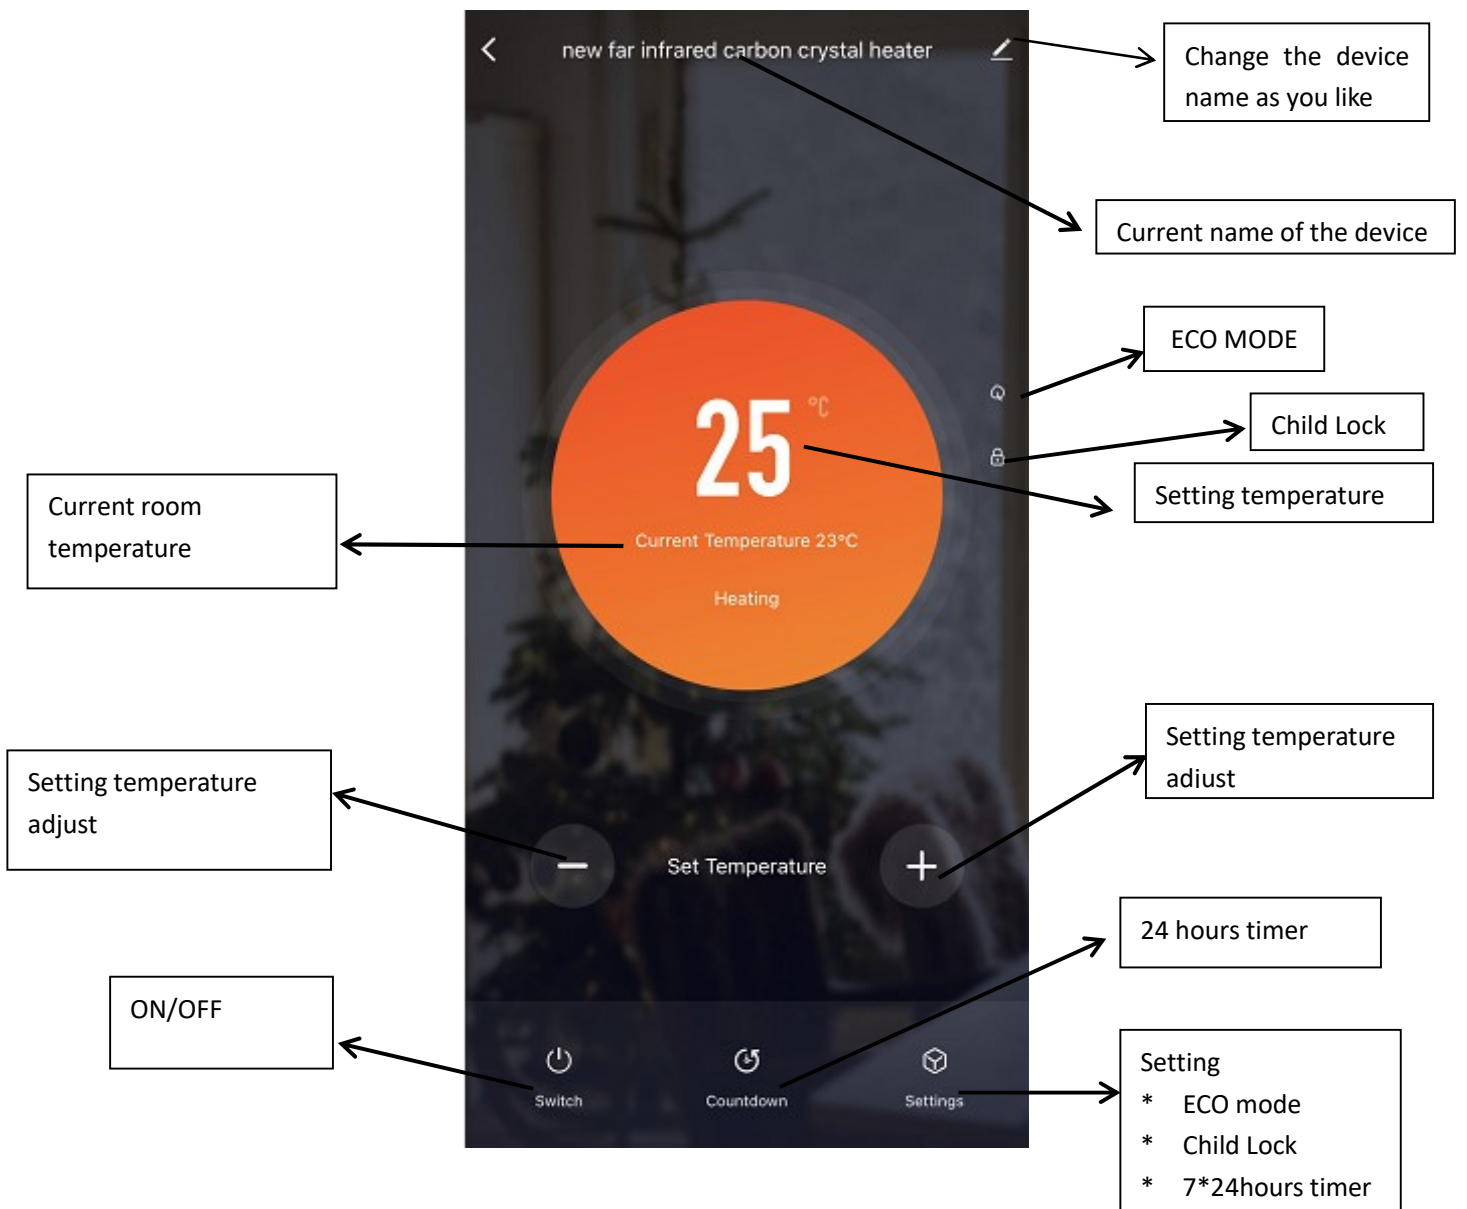 new far infrared carbon crystal heater
Change the device
name as you like
Current name of the device
ECO MODE
25 °C
Child Lock
Setting temperature
Current room
temperature
Current Temperature 23°C
Heating
Setting temperature
adjust
Setting temperature
adjust
Set Temperature
24 hours timer
ON/OFF
Switch
Countdown
Settings
Setting
* ECO mode
* Child Lock
* 7*24hours timer